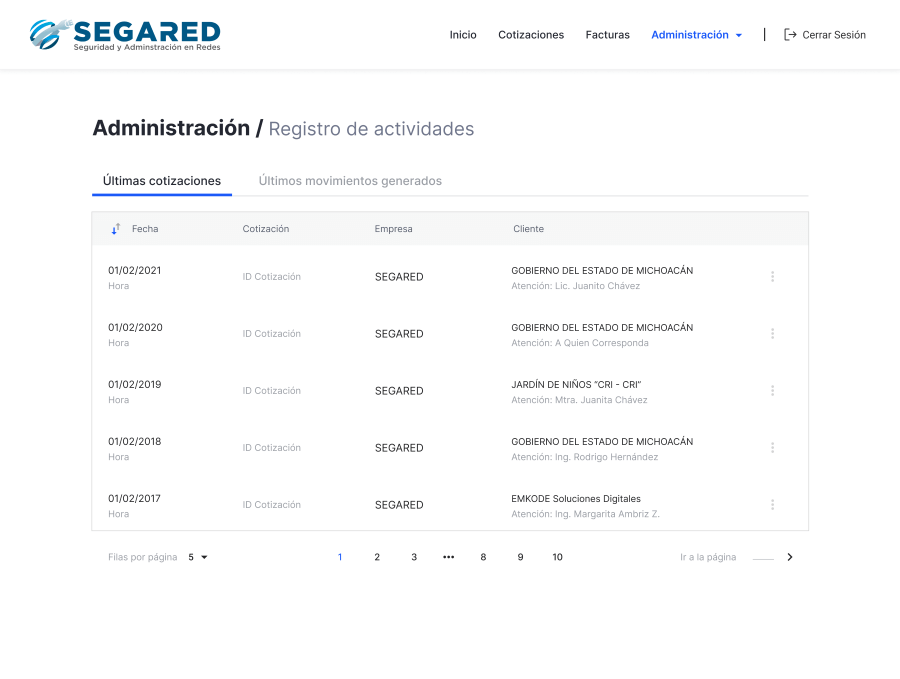 SEGARED
Seguridad y Adminstración en Redes
Inicio Cotizaciones Facturas Administración | Cerrar Sesión
Administración / Registro de actividades
Últimas cotizaciones Últimos movimientos generados
Fecha Cotización Empresa Cliente
01/02/2021 ID Cotización SEGARED GOBIERNO DEL ESTADO DE MICHOACÁN
Hora Atención: Lic. Juanito Chávez
01/02/2020 ID Cotización SEGARED GOBIERNO DEL ESTADO DE MICHOACÁN
Hora Atención: A Quien Corresponda
01/02/2019 ID Cotización SEGARED JARDÍN DE NIÑOS “CRI - CRI”
Hora Atención: Mtra. Juanita Chávez
01/02/2018 ID Cotización SEGARED GOBIERNO DEL ESTADO DE MICHOACÁN
Hora Atención: Ing. Rodrigo Hernández
01/02/2017 ID Cotización SEGARED EMKODE Soluciones Digitales
Hora Atención: Ing. Margarita Ambriz Z.
Filas por página 5 1 2 3 ••• 8 9 10 Ir a la página